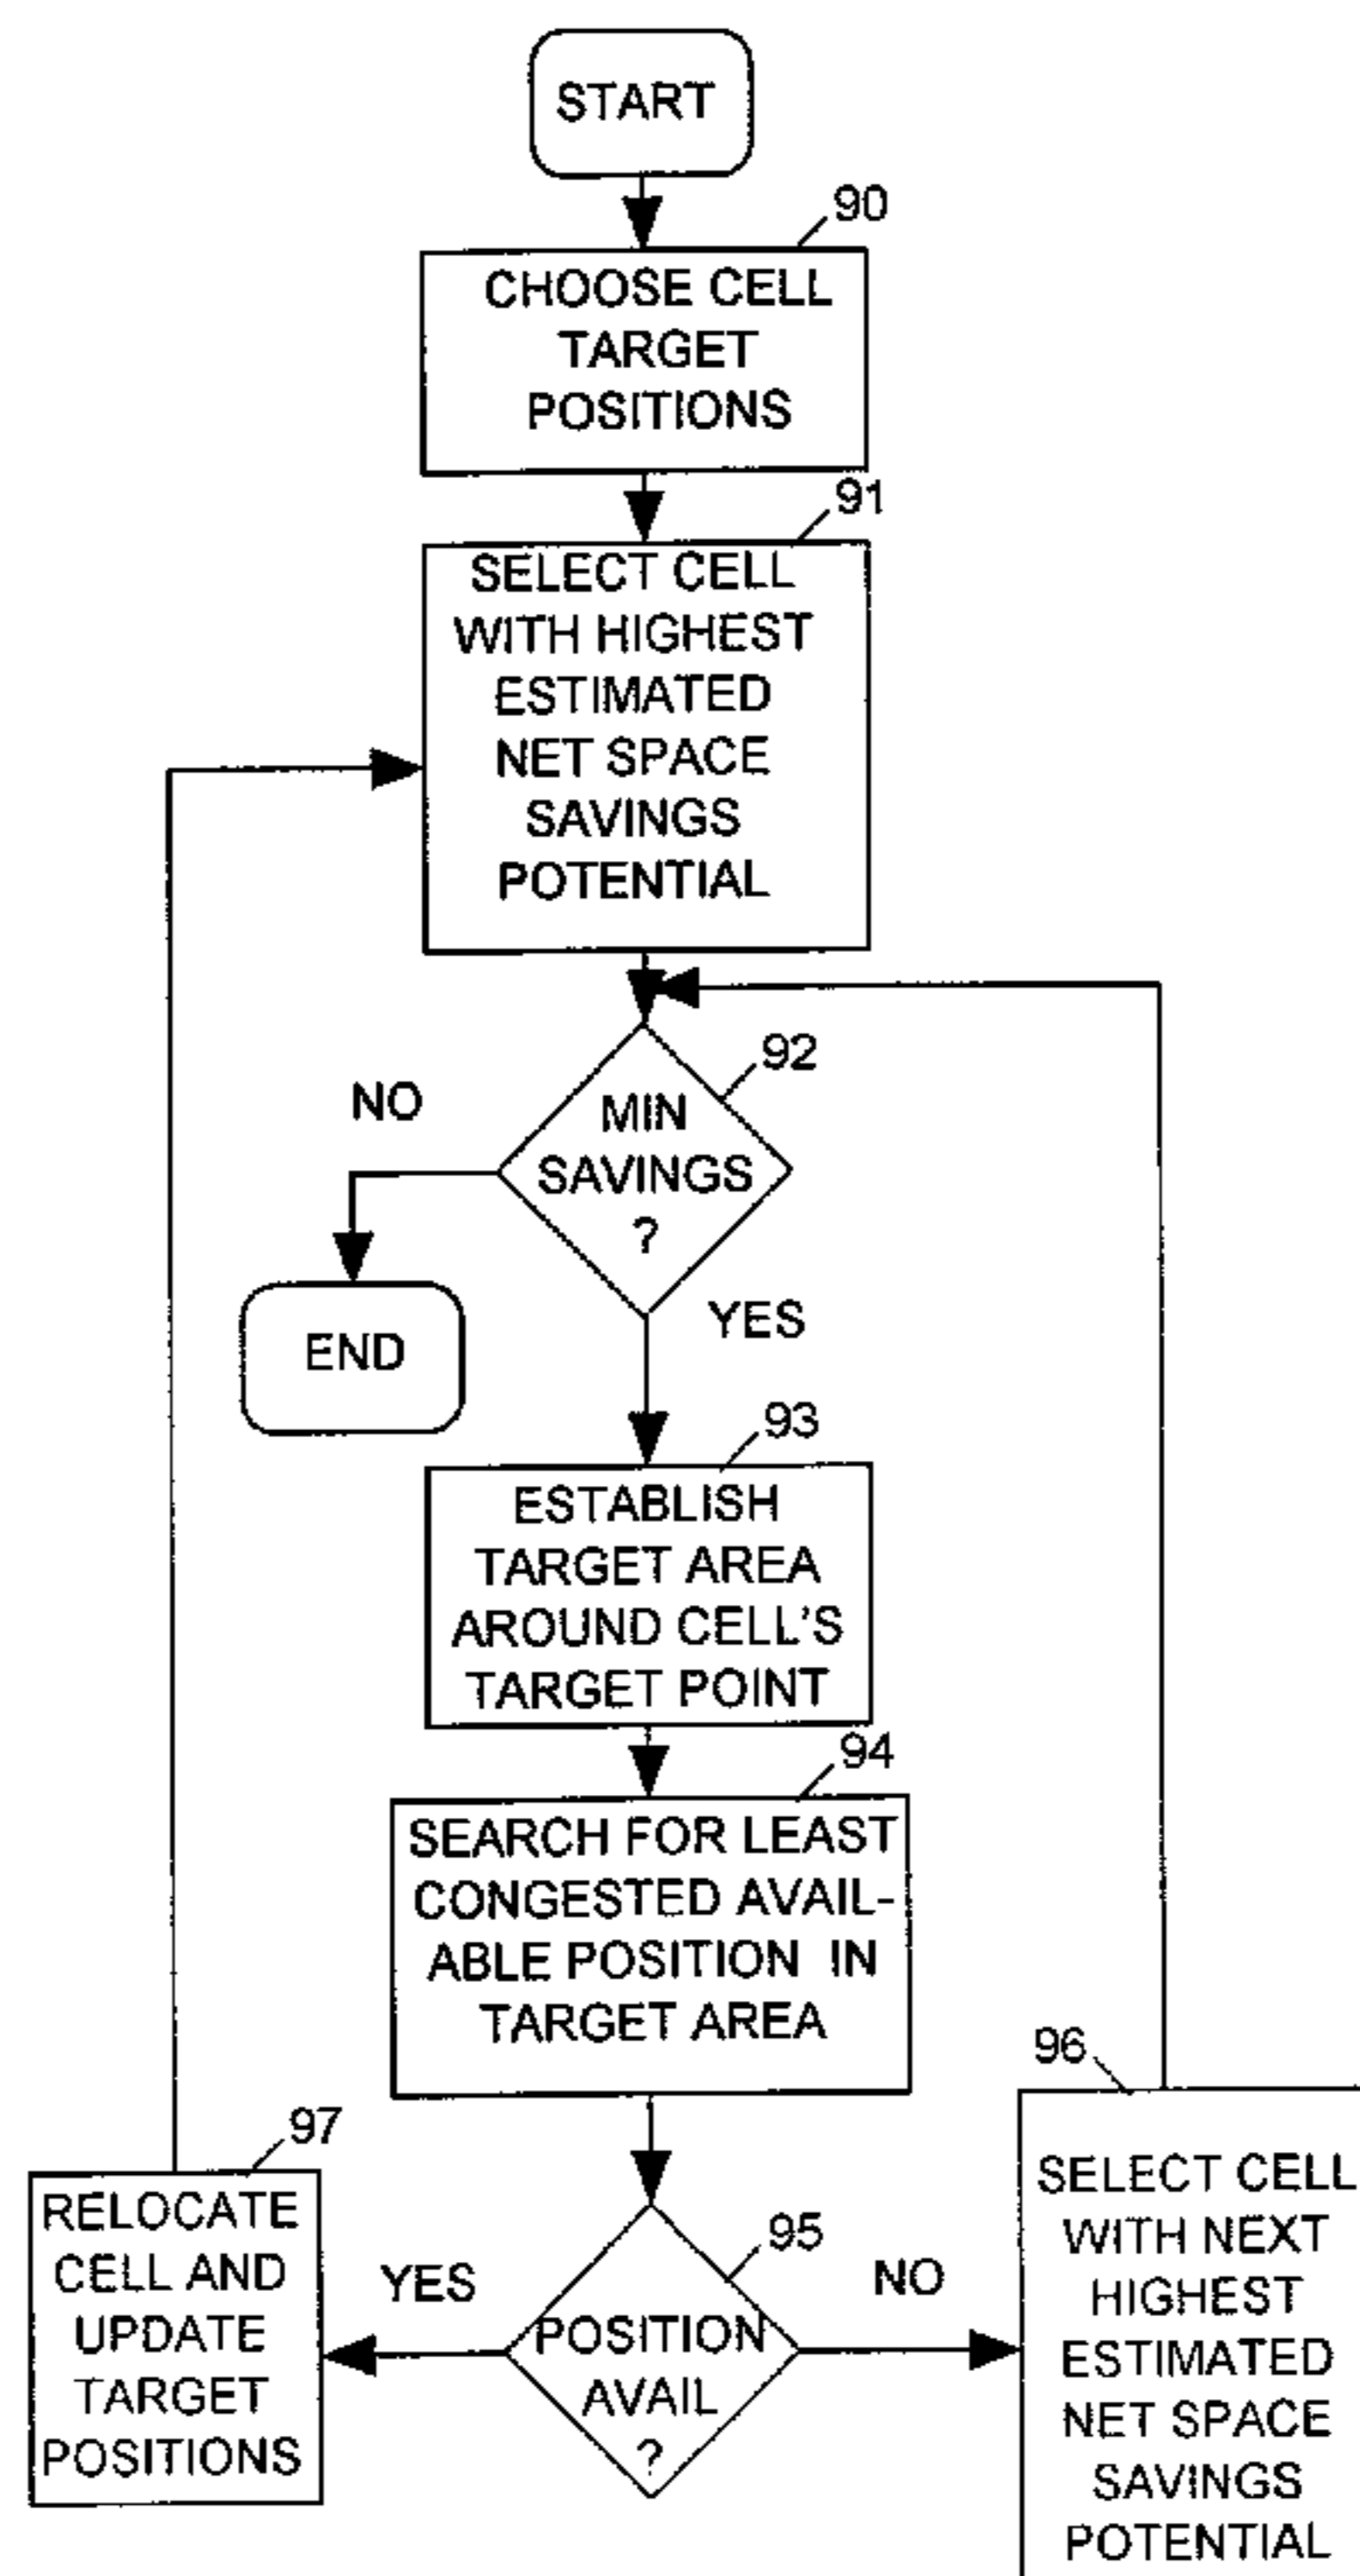 START
90
CHOOSE CELL
TARGET
POSITIONS
91
SELECT CELL
WITH HIGHEST
ESTIMATED
NET SPACE
SAVINGS
POTENTIAL
92
NO
MIN
SAVINGS
?
END
YES
93
ESTABLISH
TARGET AREA
AROUND CELL'S
TARGET POINT
94
SEARCH FOR LEAST
CONGESTED AVAIL-
ABLE POSITION IN
TARGET AREA
97
RELOCATE
CELL AND
UPDATE
TARGET
POSITIONS
YES
95
POSITION
AVAIL
?
NO
96
SELECT CELL
WITH NEXT
HIGHEST
ESTIMATED
NET SPACE
SAVINGS
POTENTIAL